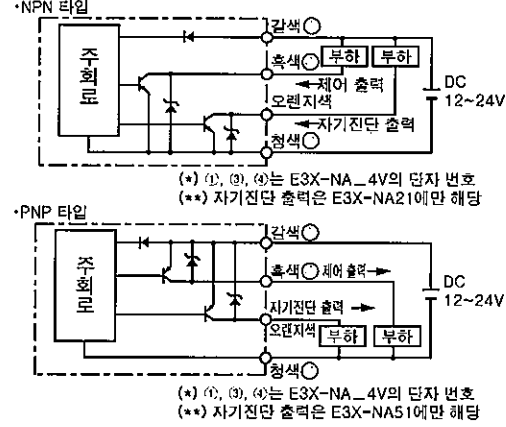 •NPN 타입
갈색
주회로
흑색
부하
부하
제어 출력
오렌지색
자기진단 출력
청색
DC
12~24V
(*) ①, ③, ④는 E3X-NA_4V의 단자 번호
(**) 자기진단 출력은 E3X-NA21에만 해당
•PNP 타입
갈색
주회로
흑색 제어 출력
자기진단 출력
오렌지색
부하
부하
청색
DC
12~24V
(*) ①, ③, ④는 E3X-NA_4V의 단자 번호
(**) 자기진단 출력은 E3X-NA51에만 해당